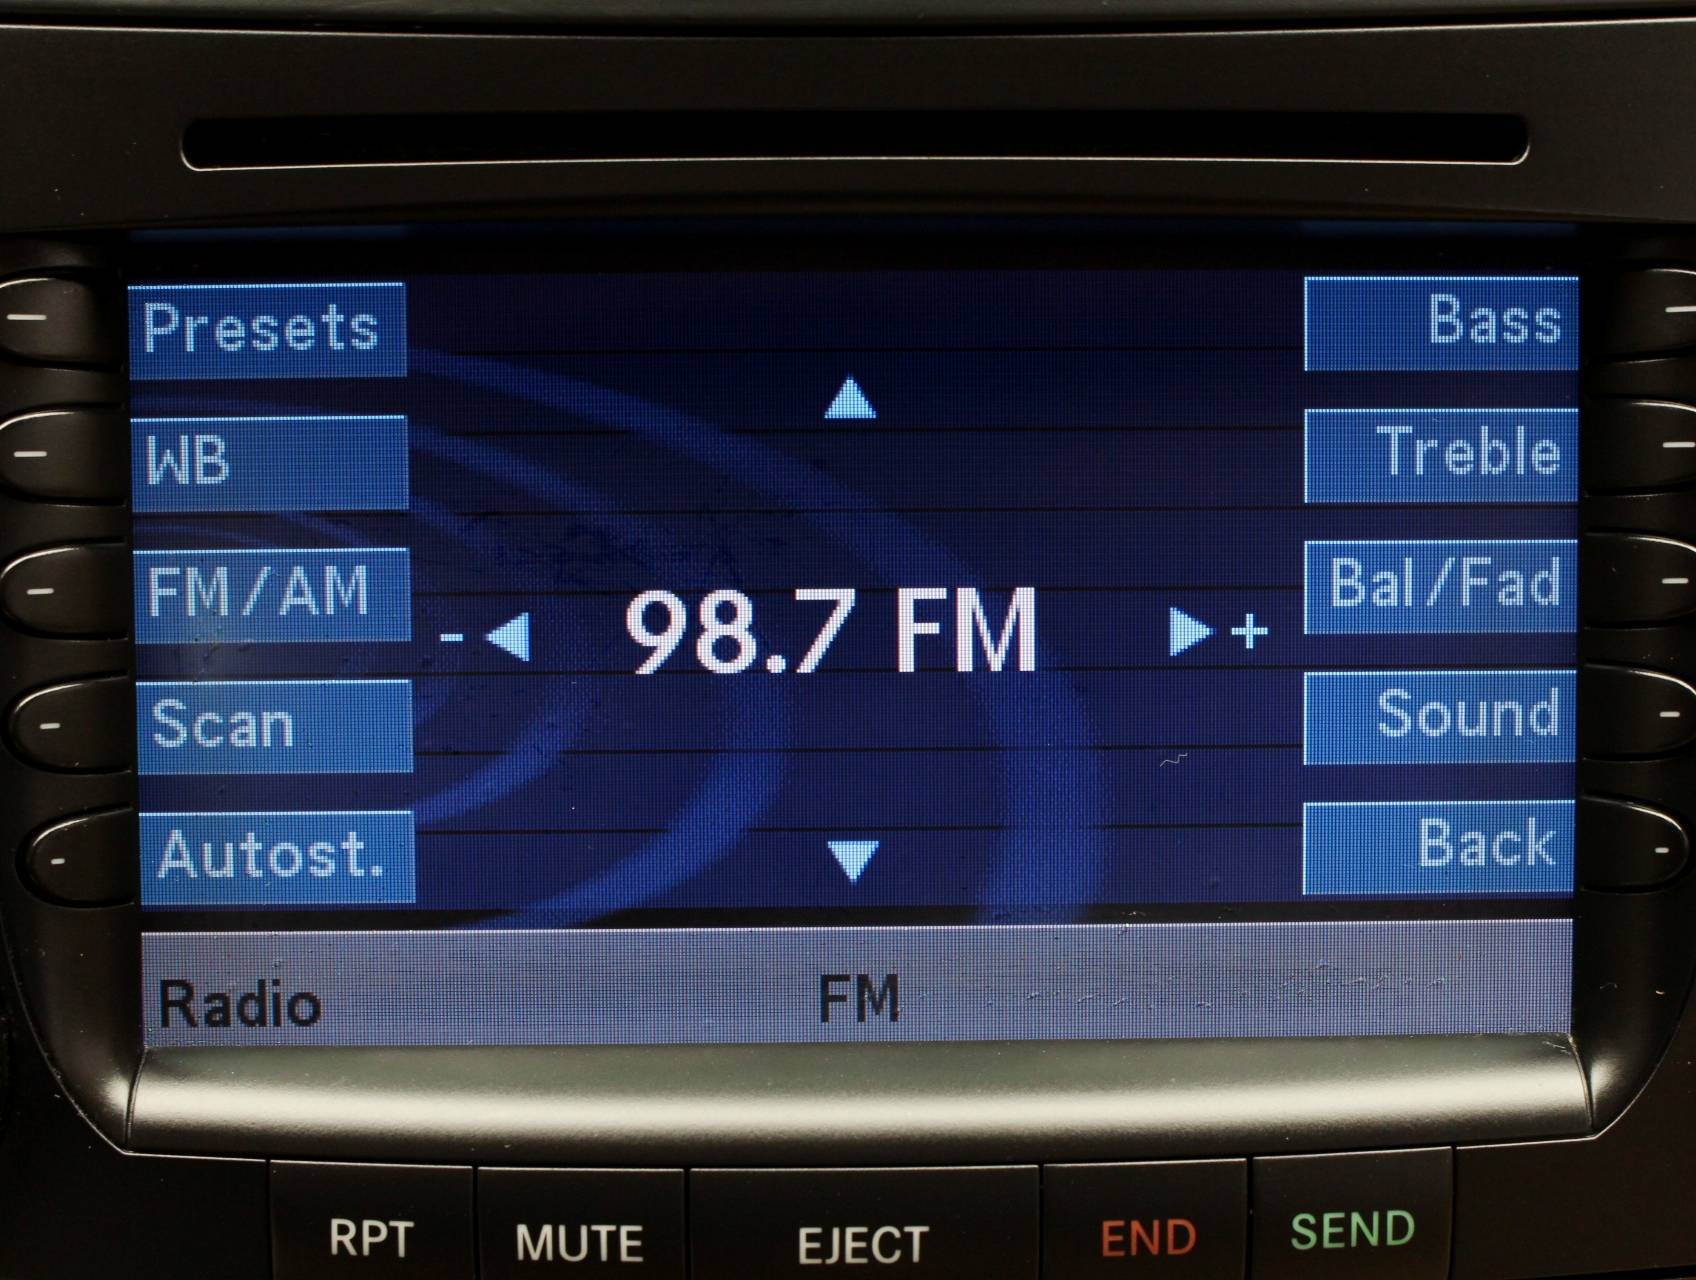 Presets
Bass
WB
Treble
FM/AM
Bal/Fad
- 98.7 FM +
Scan
Sound
Autost.
Back
Radio FM
RPT MUTE EJECT END SEND